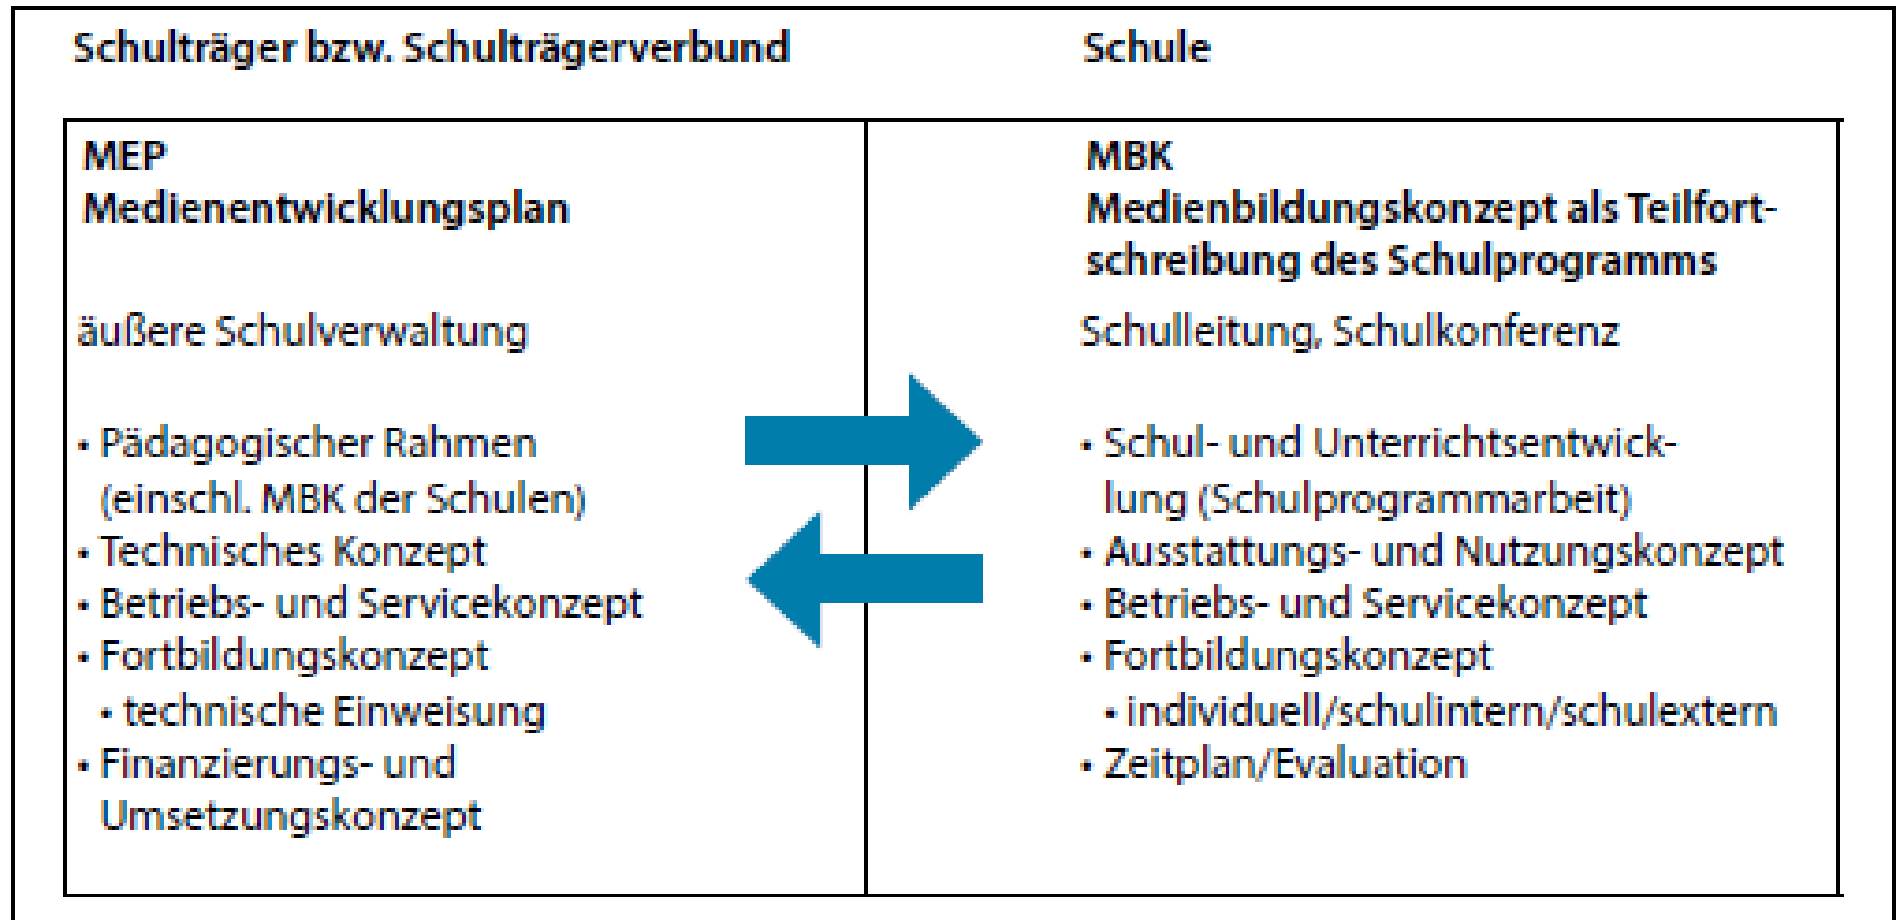 Schulträger bzw. Schulträgerverbund
Schule
MEP
Medienentwicklungsplan
äußere Schulverwaltung
• Pädagogischer Rahmen
(einschl. MBK der Schulen)
• Technisches Konzept
• Betriebs- und Servicekonzept
• Fortbildungskonzept
• technische Einweisung
• Finanzierungs- und
Umsetzungskonzept
MBK
Medienbildungskonzept als Teilfort-
schreibung des Schulprogramms
Schulleitung, Schulkonferenz
• Schul- und Unterrichtsentwick-
lung (Schulprogrammarbeit)
• Ausstattungs- und Nutzungskonzept
• Betriebs- und Servicekonzept
• Fortbildungskonzept
• individuell/schulintern/schulextern
• Zeitplan/Evaluation